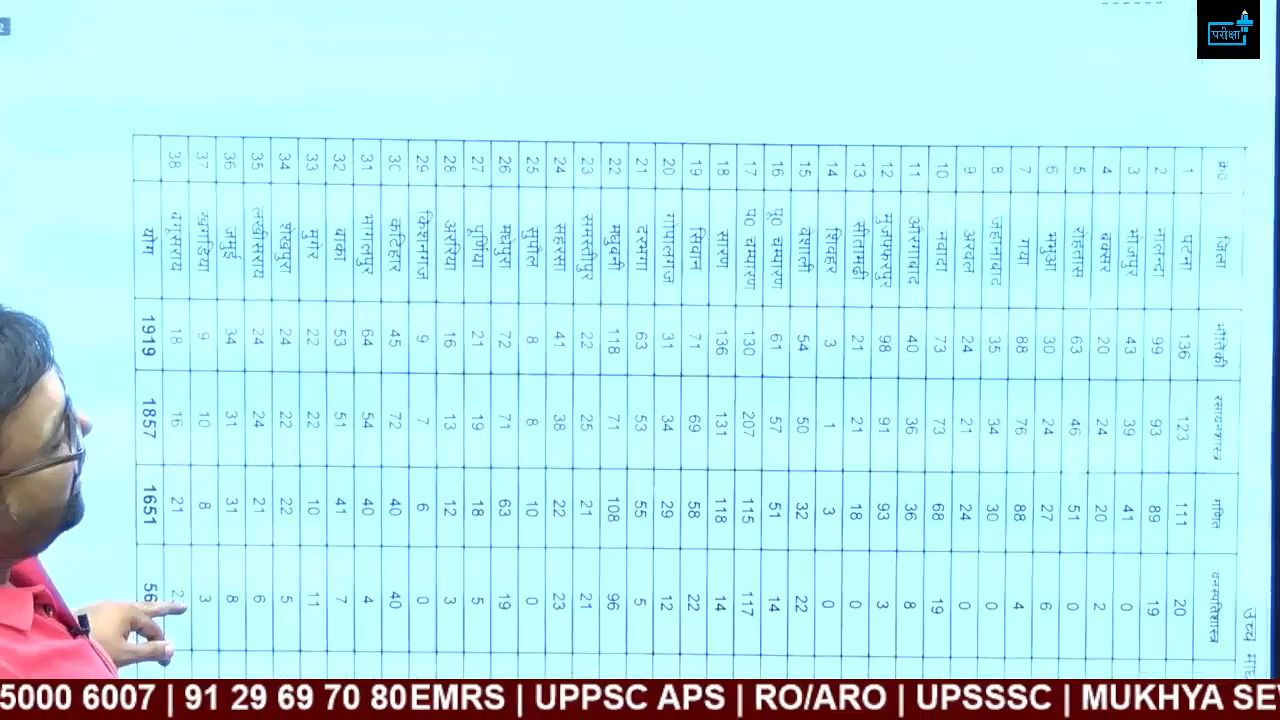 परीक्षा
उच्च
क्र० जिला भौतिकी रसायनशास्त्र गणित वनस्पतिशास्त्र
1 पटना 136 123 111 20
2 नालन्दा 99 93 89 19
3 भोजपुर 43 39 41 0
4 बक्सर 20 24 20 2
5 रोहतास 63 46 51 0
6 भभुआ 30 24 27 6
7 गया 88 76 88 4
8 जहानाबाद 35 34 30 0
9 अरवल 24 21 24 0
10 नवादा 73 73 68 19
11 औरंगाबाद 40 36 36 8
12 मुजफ्फरपुर 98 91 93 3
13 सीतामढी 21 21 18 0
14 शिवहर 3 1 3 0
15 वैशाली 54 50 32 22
16 पू० चम्पारण 61 57 51 14
17 प० चम्पारण 130 207 115 117
18 सारण 136 131 118 14
19 सिवान 71 69 58 22
20 गोपालगंज 31 34 29 12
21 दरभंगा 63 53 55 5
22 मधुबनी 118 71 108 96
23 समस्तीपुर 22 25 21 21
24 सहरसा 41 38 22 23
25 सुपौल 8 8 10 0
26 मधेपुरा 72 71 63 19
27 पूर्णिया 21 19 18 5
28 अररिया 16 13 12 3
29 किशनगंज 9 7 6 0
30 कटिहार 45 72 40 40
31 भागलपुर 64 54 40 4
32 बांका 53 51 41 7
33 मुंगेर 22 22 10 11
34 शेखपुरा 24 22 22 5
35 लखीसराय 24 24 21 6
36 जमुई 34 31 31 8
37 खगडिया 9 10 8 3
38 बेगूसराय 18 16 21
योग 1919 1857 1651
5000 6007 | 91 29 69 70 80EMRS | UPPSC APS | RO/ARO | UPSSSC | MUKHYA SE